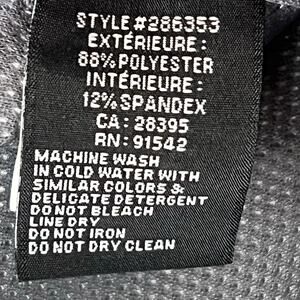 STYLE #286353
EXTÉRIEURE :
88% POLYESTER
INTÉRIEURE :
12% SPANDEX
CA : 28395
RN : 91542
MACHINE WASH
IN COLD WATER WITH
SIMILAR COLORS &
DELICATE DETERGENT
DO NOT BLEACH
LINE DRY
DO NOT IRON
DO NOT DRY CLEAN